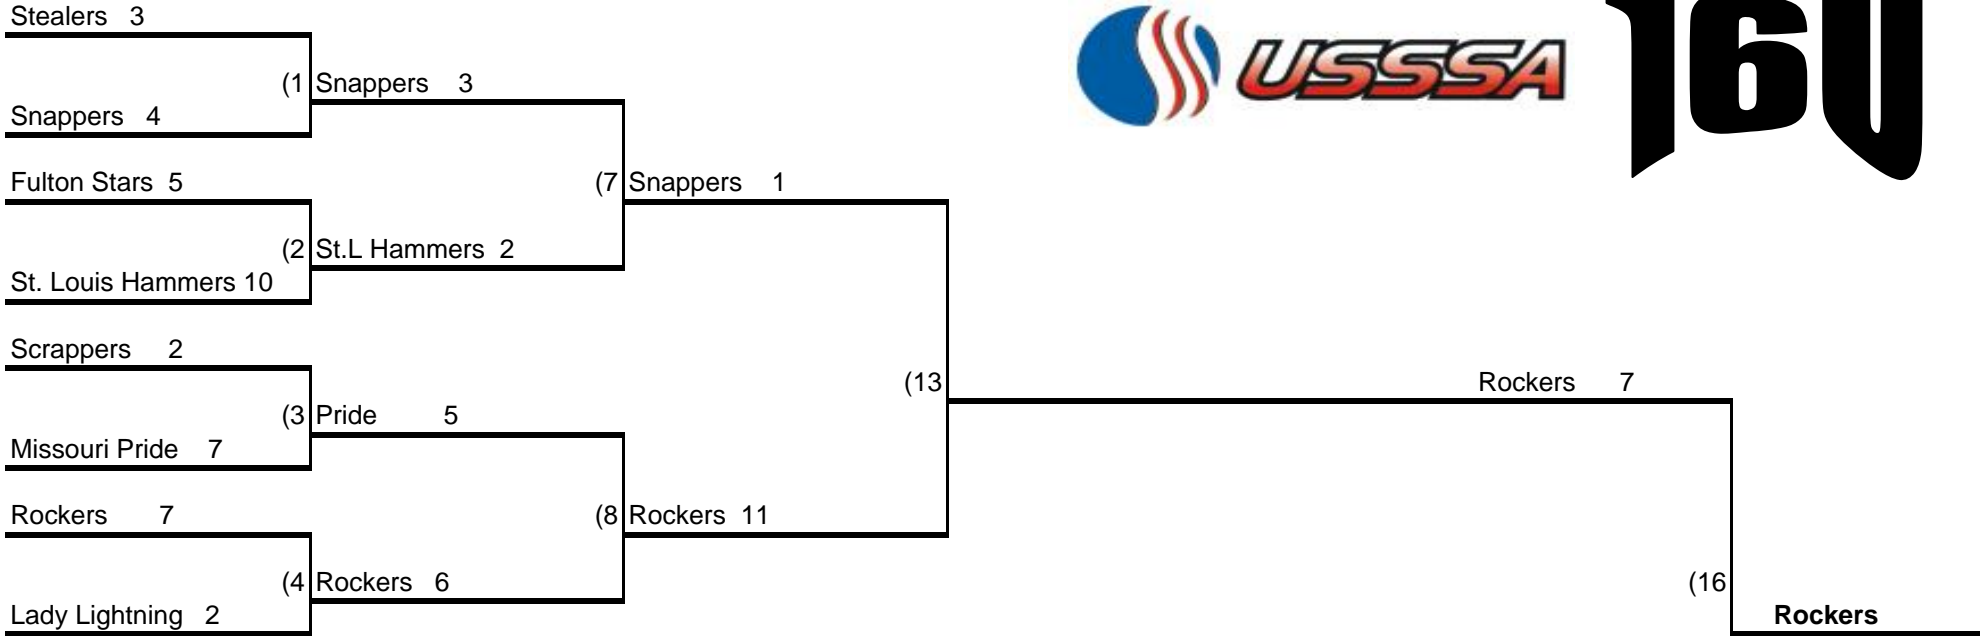 USSSA
16U
Stealers 3
(1 Snappers 3
Snappers 4
Fulton Stars 5
(7 Snappers 1
(2 St.L Hammers 2
St. Louis Hammers 10
Scrappers 2
(13 Rockers 7
(3 Pride 5
Missouri Pride 7
Rockers 7
(8 Rockers 11
(4 Rockers 6
(16
Lady Lightning 2
Rockers